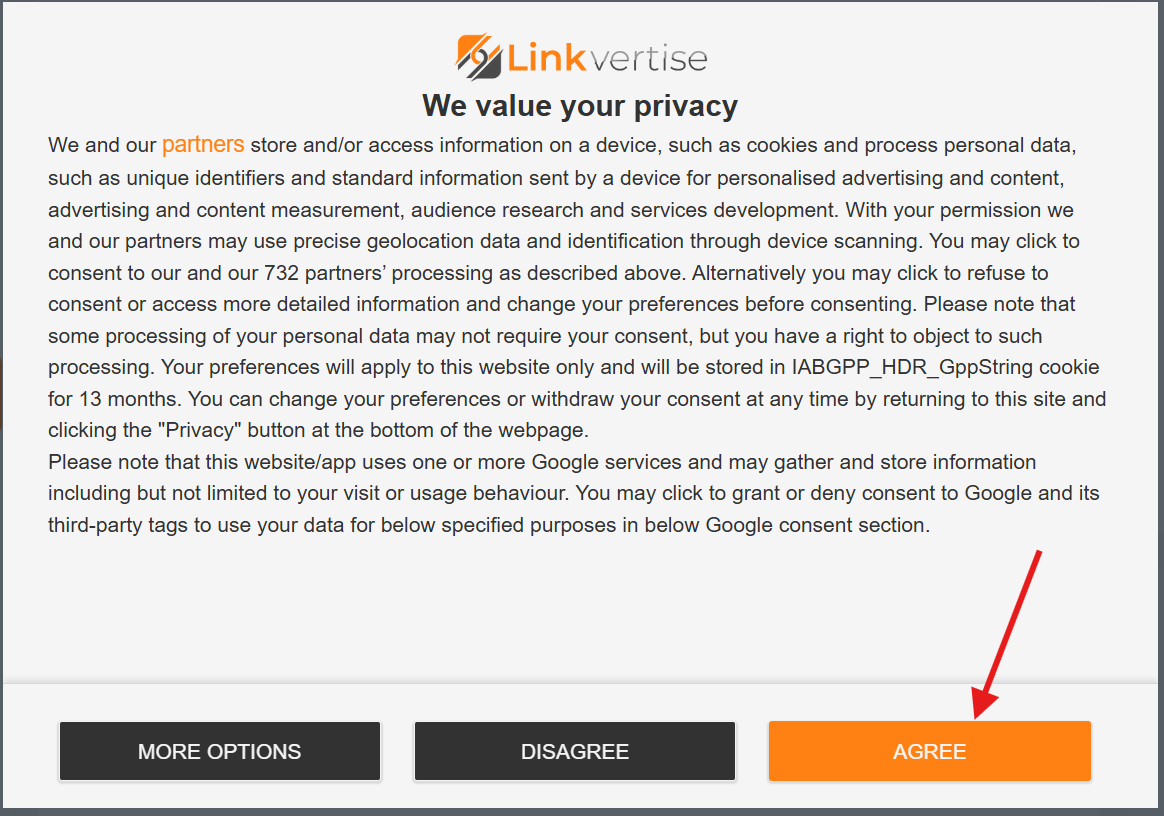 Linkvertise
We value your privacy
We and our partners store and/or access information on a device, such as cookies and process personal data,
such as unique identifiers and standard information sent by a device for personalised advertising and content,
advertising and content measurement, audience research and services development. With your permission we
and our partners may use precise geolocation data and identification through device scanning. You may click to
consent to our and our 732 partners’ processing as described above. Alternatively you may click to refuse to
consent or access more detailed information and change your preferences before consenting. Please note that
some processing of your personal data may not require your consent, but you have a right to object to such
processing. Your preferences will apply to this website only and will be stored in IABGPP_HDR_GppString cookie
for 13 months. You can change your preferences or withdraw your consent at any time by returning to this site and
clicking the "Privacy" button at the bottom of the webpage.
Please note that this website/app uses one or more Google services and may gather and store information
including but not limited to your visit or usage behaviour. You may click to grant or deny consent to Google and its
third-party tags to use your data for below specified purposes in below Google consent section.
MORE OPTIONS DISAGREE AGREE